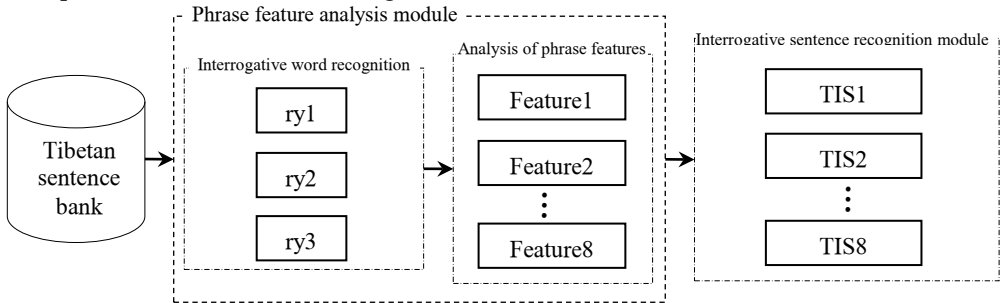 Phrase feature analysis module
Interrogative word recognition
Analysis of phrase features
Interrogative sentence recognition module
Tibetan
sentence
bank
ry1
ry2
ry3
Feature1
Feature2
Feature8
TIS1
TIS2
TIS8